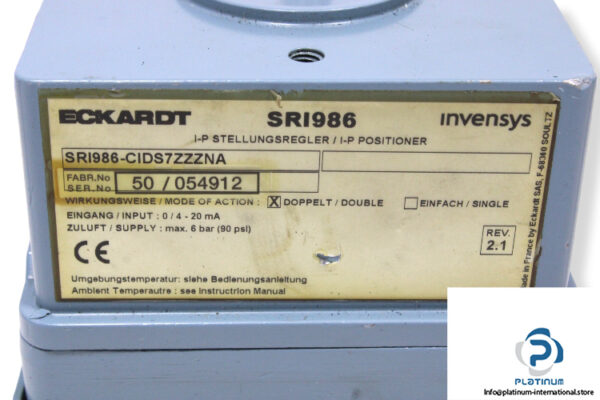 ECKARDT SRI986 invensys
I-P STELLUNGSREGLER / I-P POSITIONER
SRI986-CIDS7ZZZNA
FABR.No
SER.No
50 / 054912
WIRKUNGSWEISE / MODE OF ACTION : X DOPPELT / DOUBLE EINFACH / SINGLE
EINGANG / INPUT : 0 / 4 - 20 mA
ZULUFT / SUPPLY : max. 6 bar (90 psi)
REV.
2.1
CE
Umgebungstemperatur: siehe Bedienungsanleitung
Ambient Temperautre : see Instructrion Manual
Made in France by Eckardt SAS, F-68360 SOULTZ
PLATINUM
Info@platinum-international.store